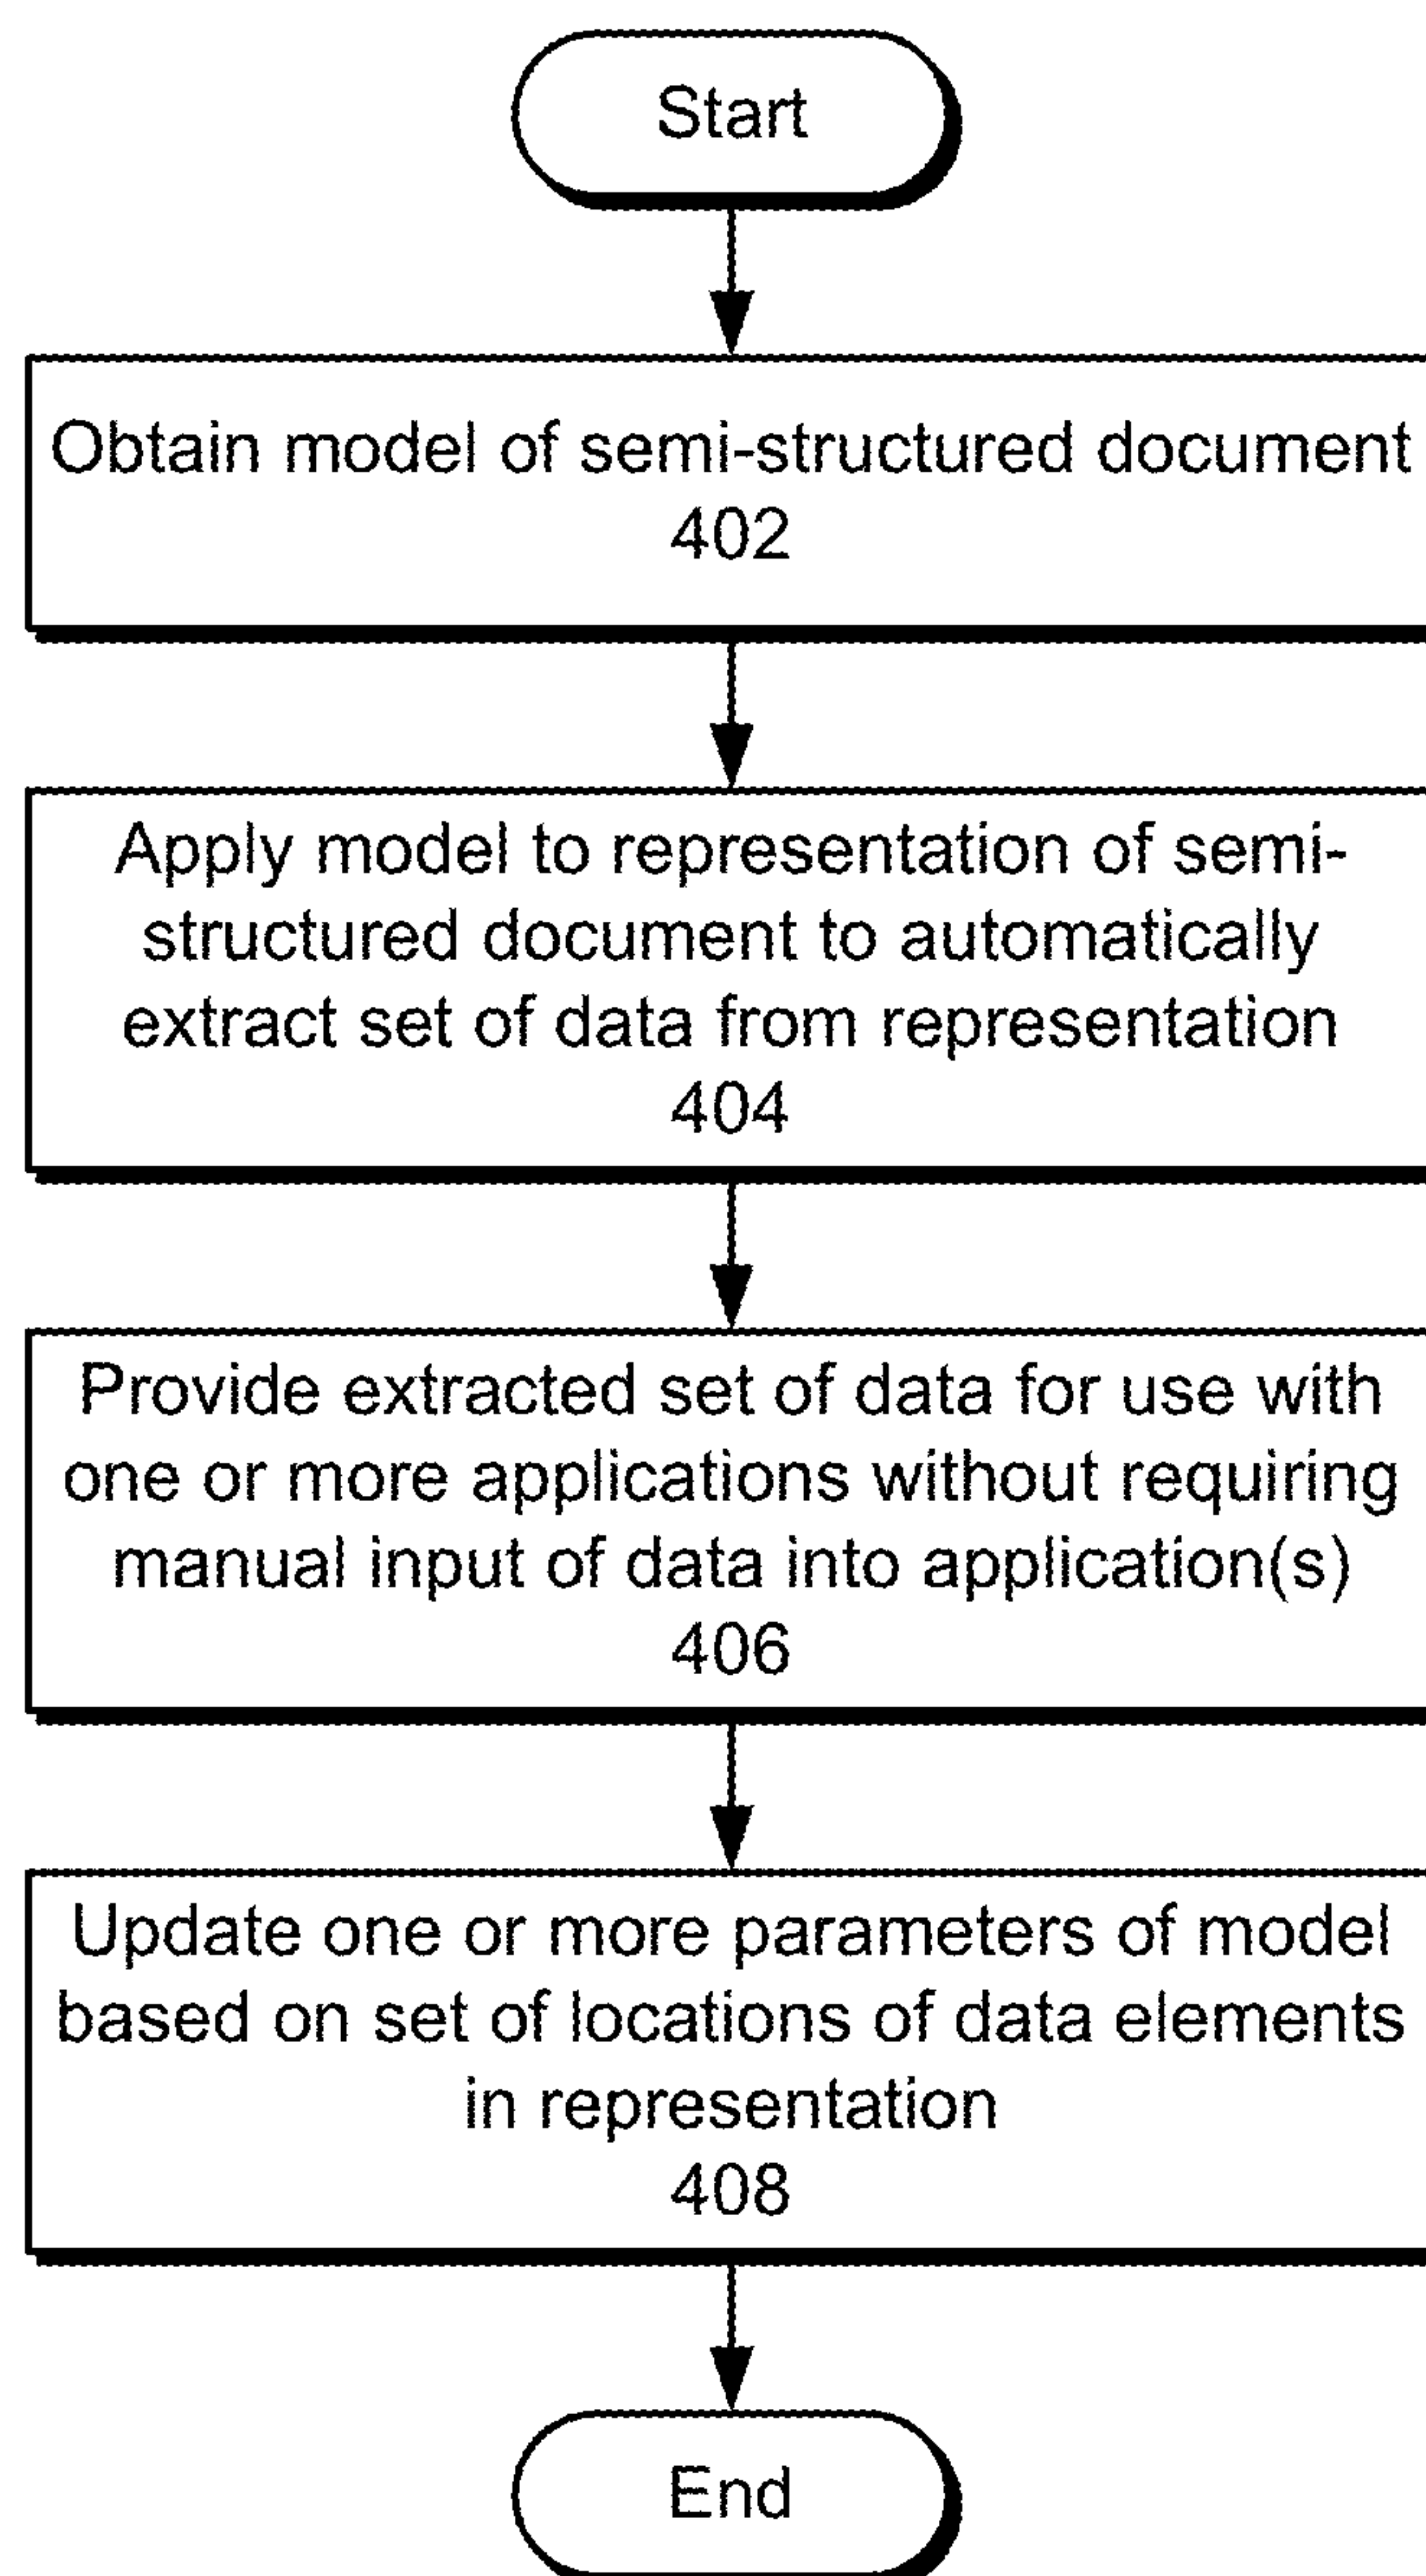 Start
Obtain model of semi-structured document
402
Apply model to representation of semi-
structured document to automatically
extract set of data from representation
404
Provide extracted set of data for use with
one or more applications without requiring
manual input of data into application(s)
406
Update one or more parameters of model
based on set of locations of data elements
in representation
408
End